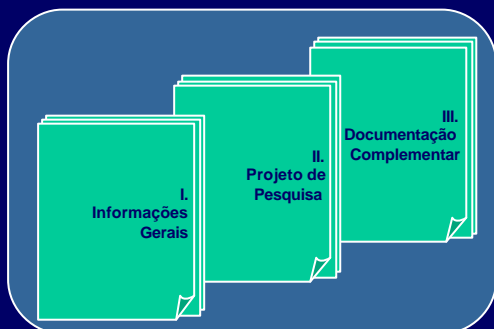 I.
Informações
Gerais
II.
Projeto de
Pesquisa
III.
Documentação
Complementar